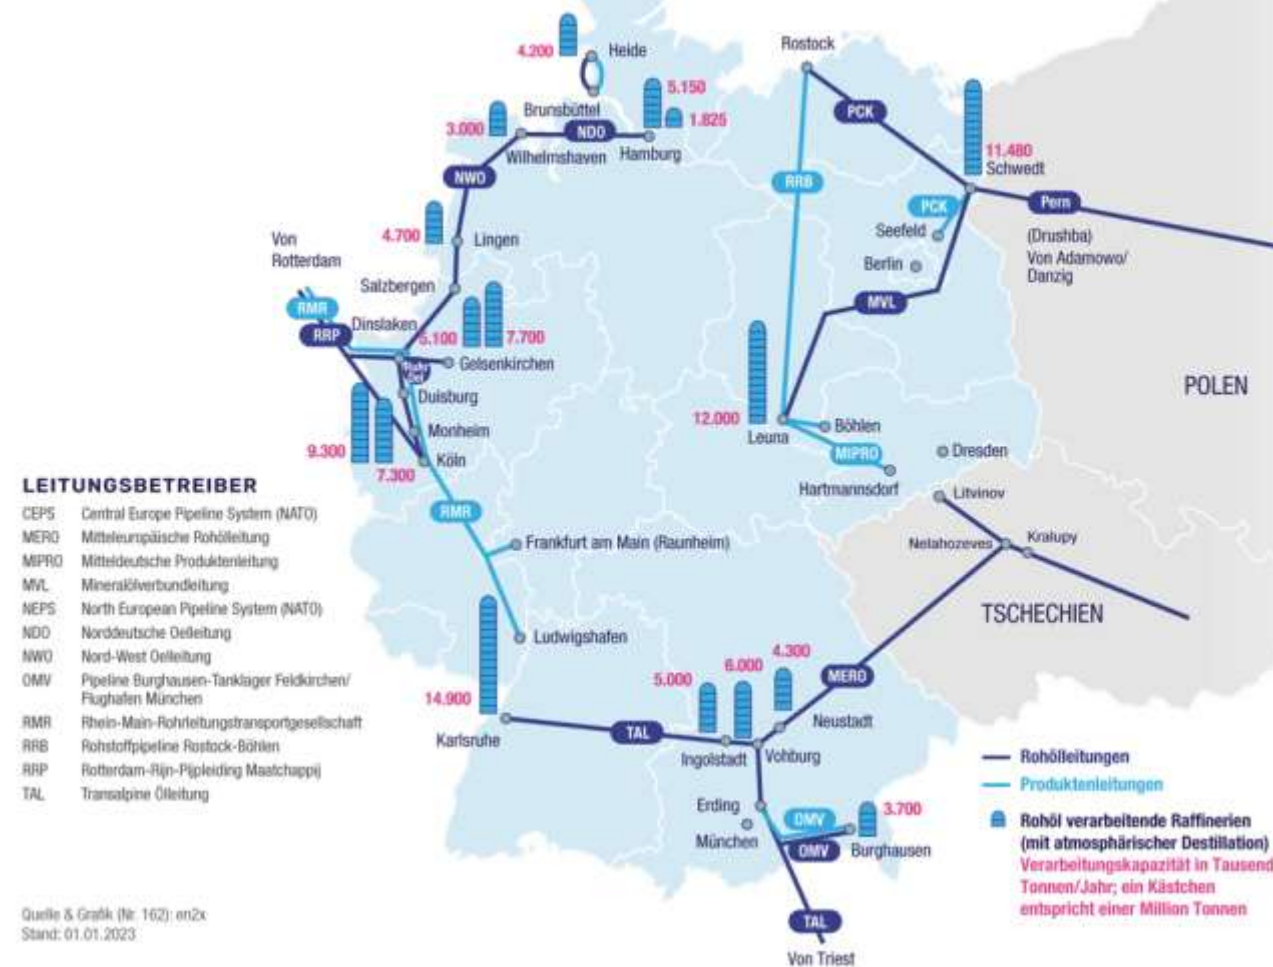 4.200
Heide
Rostock
5.150
Brunsbüttel
1.825
3.000
NDO
PCK
11.480
Wilhelmshaven
Hamburg
Schwedt
NWO
RRB
PCK
Pern
4.700
Lingen
Seefeld
(Drushba)
Von
Rotterdam
Berlin
Von Adamowo/
Danzig
Salzbergen
RMR
MVL
Dinslaken
RRP
5.100
7.700
Gelsenkirchen
Duisburg
POLEN
12.000
Leuna
Böhlen
Monheim
9.300
7.300
Köln
MIPRO
Dresden
Hartmannsdorf
Litvinov
RMR
Frankfurt am Main (Raunheim)
Nelahozeves
Kralupy
TSCHECHIEN
Ludwigshafen
14.900
5.000
6.000
4.300
MERO
Karlsruhe
TAL
Neustadt
Ingolstadt
Vohburg
Erding
München
OMV
3.700
OMV
Burghausen
TAL
Von Triest
LEITUNGSBETREIBER
CEPS Central Europe Pipeline System (NATO)
MERO Mitteleuropäische Rohölleitung
MIPRO Mitteldeutsche Produktenleitung
MVL Mineralölverbundleitung
NEPS North European Pipeline System (NATO)
NDO Norddeutsche Oelleitung
NWO Nord-West Oelleitung
OMV Pipeline Burghausen-Tanklager Feldkirchen/
Flughafen München
RMR Rhein-Main-Rohrleitungstransportgesellschaft
RRB Rohstoffpipeline Rostock-Böhlen
RRP Rotterdam-Rijn-Pijpleiding Maatchappij
TAL Transalpine Ölleitung
Rohölleitungen
Produktenleitungen
Rohöl verarbeitende Raffinerien
(mit atmosphärischer Destillation)
Verarbeitungskapazität in Tausend
Tonnen/Jahr; ein Kästchen
entspricht einer Million Tonnen
Quelle & Grafik (Nr. 162): en2x
Stand: 01.01.2023